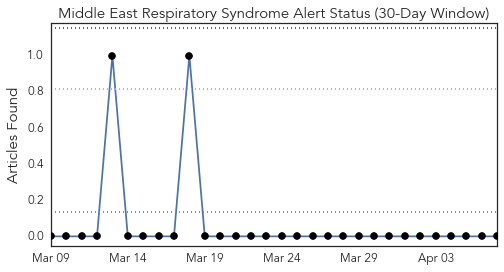 Middle East Respiratory Syndrome Alert Status (30-Day Window)
Articles Found
1.0
0.8
0.6
0.4
0.2
0.0
Mar 09 Mar 14 Mar 19 Mar 24 Mar 29 Apr 03